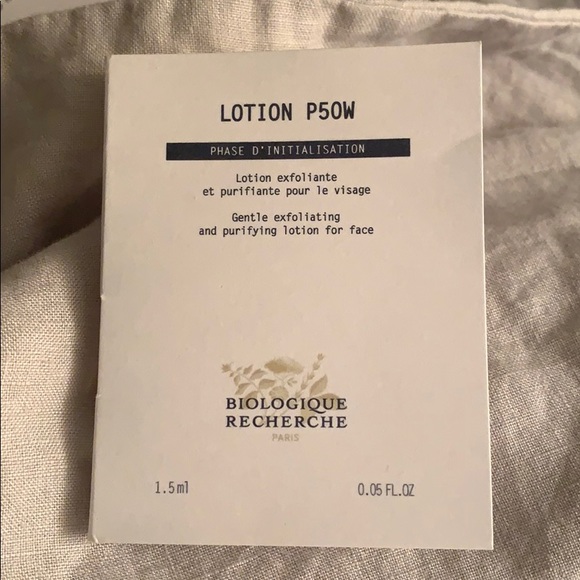 LOTION P50W
PHASE D'INITIALISATION
Lotion exfoliante
et purifiante pour le visage
Gentle exfoliating
and purifying lotion for face
BIOLOGIQUE
RECHERCHE
PARIS
1.5ml 0.05 FL.OZ